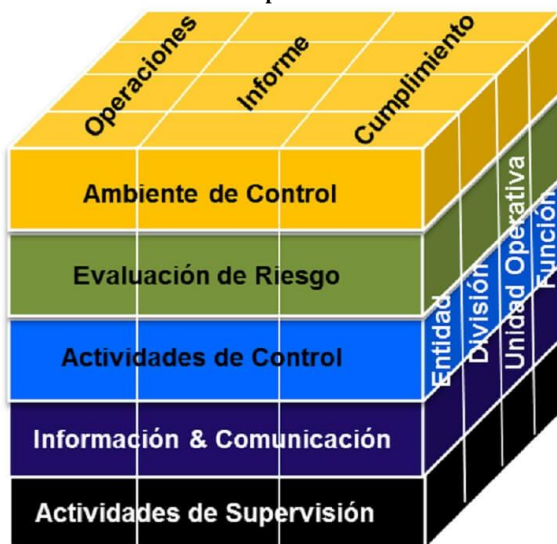 Operaciones
Informe
Cumplimiento
Ambiente de Control
Evaluación de Riesgo
Actividades de Control
Información & Comunicación
Actividades de Supervisión
Entidad
División
Unidad Operativa
Función